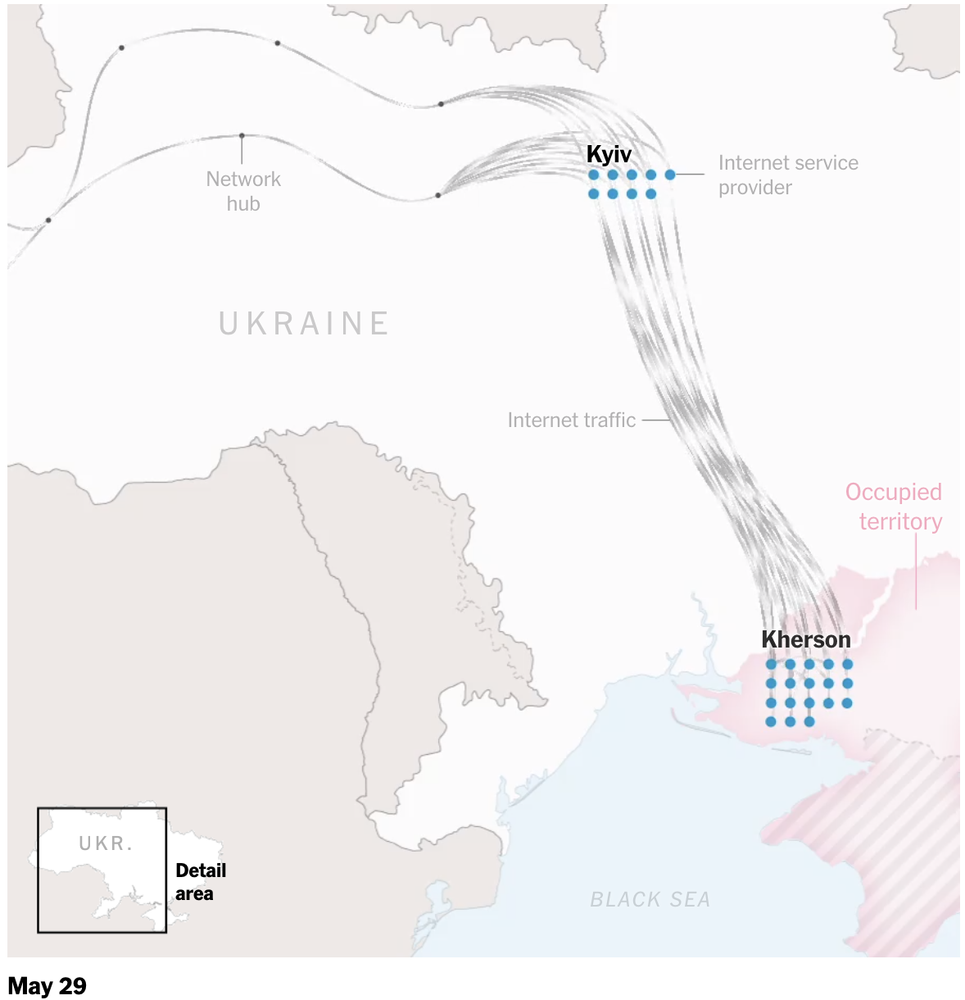 Kyiv
Internet service
provider
Network
hub
UKRAINE
Internet traffic
Occupied
territory
Kherson
UKR.
Detail
area
BLACK SEA
May 29